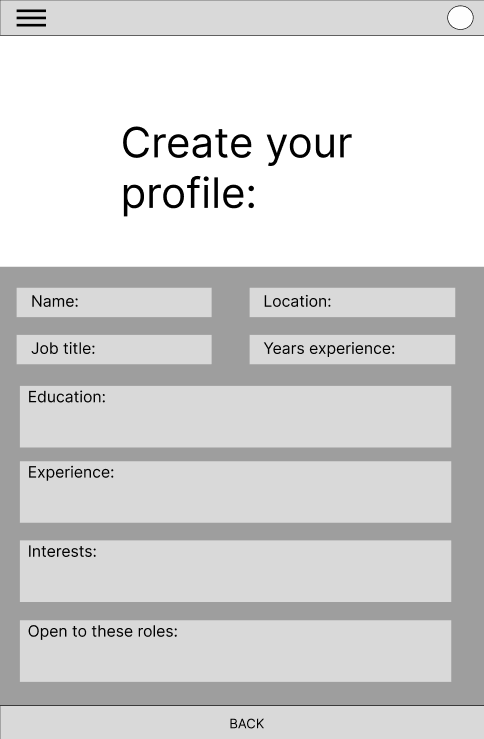 Create your
profile:
Name:
Location:
Job title:
Years experience:
Education:
Experience:
Interests:
Open to these roles:
BACK